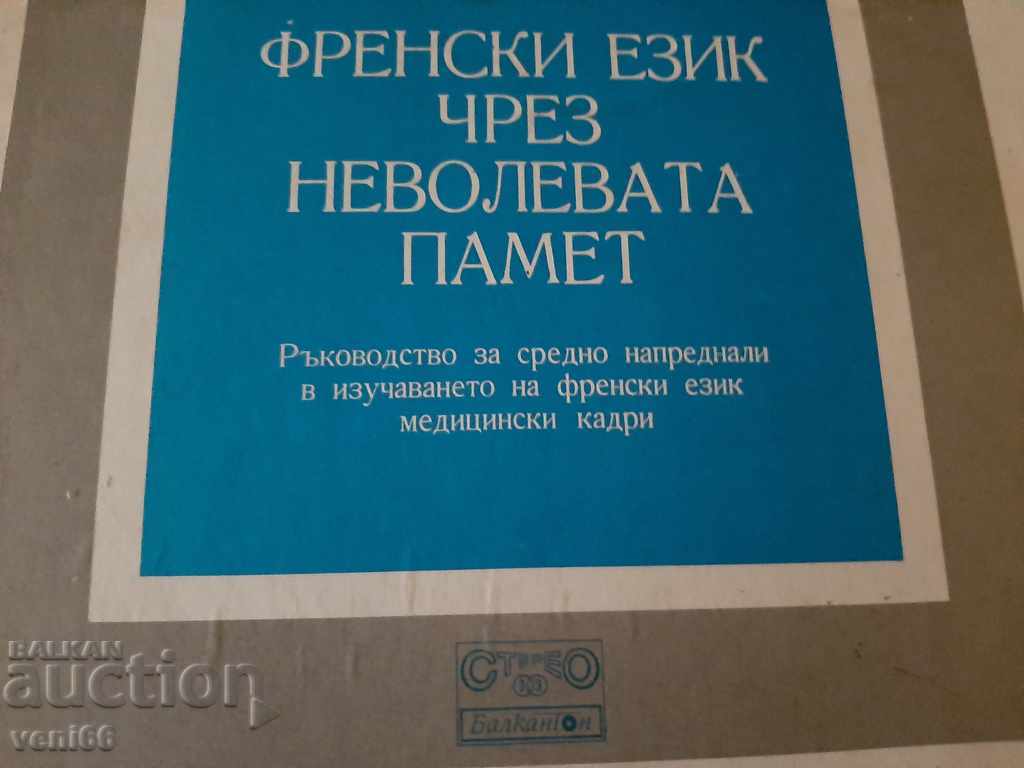 ФРЕНСКИ ЕЗИК
ЧРЕЗ
НЕВОЛЕВАТА
ПАМЕТ
Ръководство за средно напреднали
в изучаването на френски език
медицински кадри
СТЕРЕО
Балкантон
BALKAN
auction
veni66